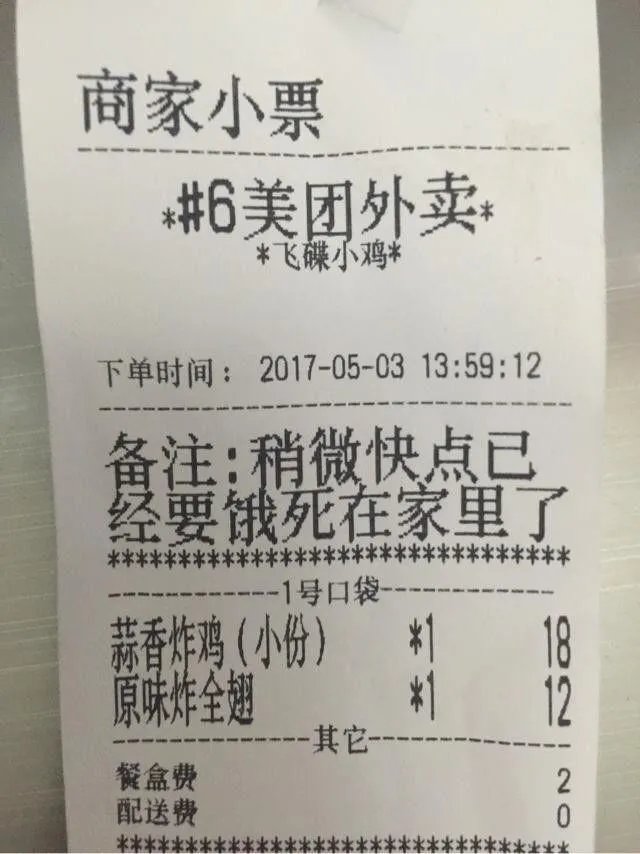 商家小票
*#6美团外卖*
*飞碟小鸡*
下单时间: 2017-05-03 13:59:12
备注:稍微快点已
经要饿死在家里了
********************************
------------1号口袋------------
蒜香炸鸡(小份) *1 18
原味炸全翅 *1 12
--------------其它--------------
餐盒费 2
配送费 0
********************************